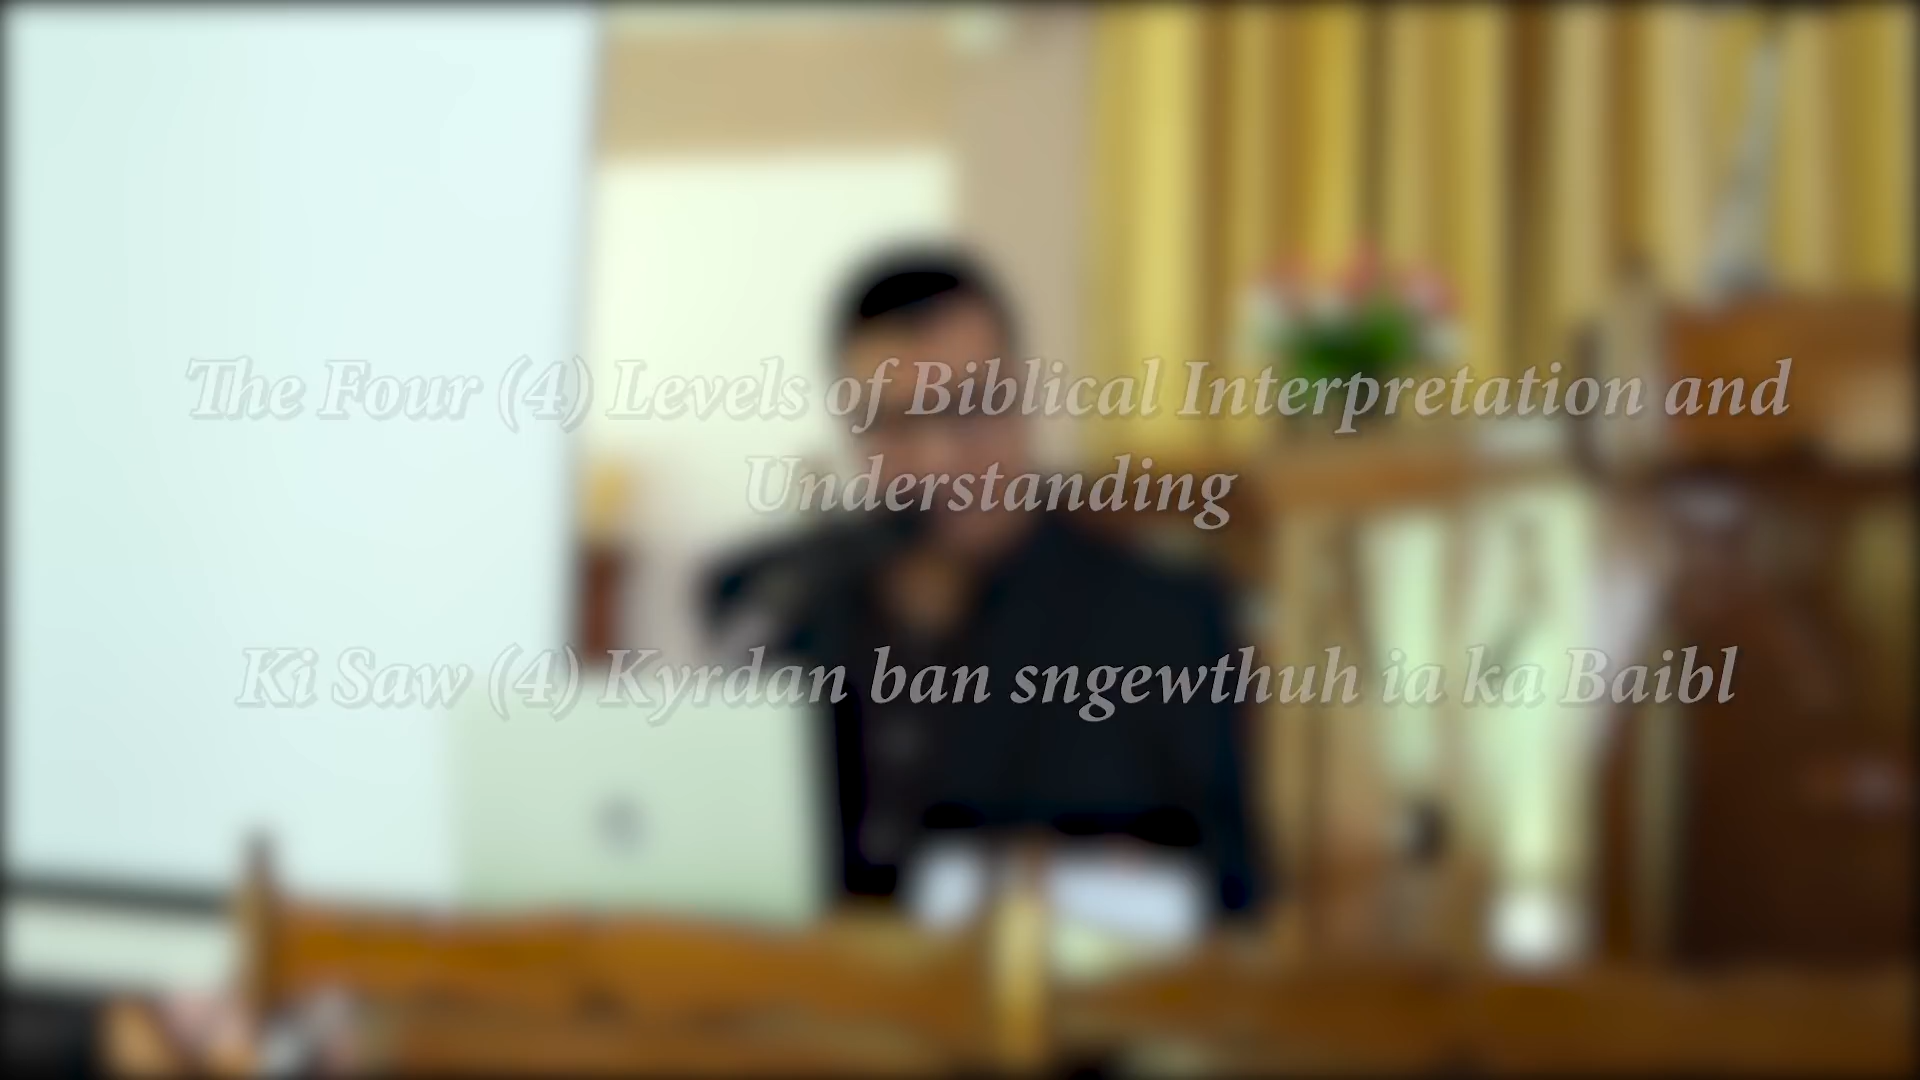 The Four (4) Levels of Biblical Interpretation and
Understanding
Ki Saw (4) Kyrdan ban sngewthuh ia ka Baibl